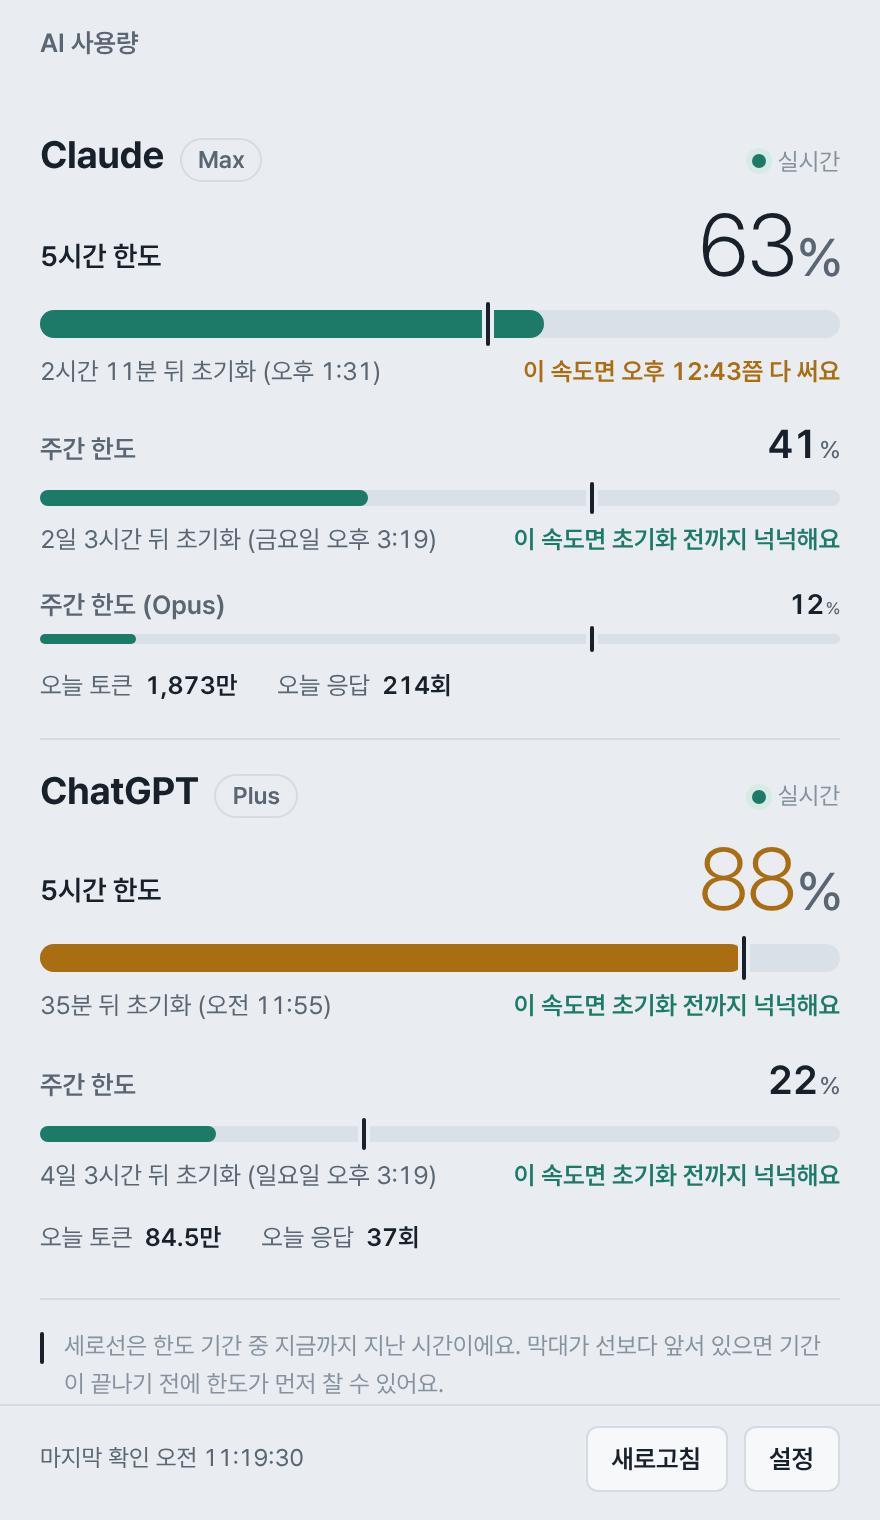 AI 사용량
Claude Max 실시간
5시간 한도 63%
2시간 11분 뒤 초기화 (오후 1:31) 이 속도면 오후 12:43쯤 다 써요
주간 한도 41%
2일 3시간 뒤 초기화 (금요일 오후 3:19) 이 속도면 초기화 전까지 넉넉해요
주간 한도 (Opus) 12%
오늘 토큰 1,873만 오늘 응답 214회
ChatGPT Plus 실시간
5시간 한도 88%
35분 뒤 초기화 (오전 11:55) 이 속도면 초기화 전까지 넉넉해요
주간 한도 22%
4일 3시간 뒤 초기화 (일요일 오후 3:19) 이 속도면 초기화 전까지 넉넉해요
오늘 토큰 84.5만 오늘 응답 37회
세로선은 한도 기간 중 지금까지 지난 시간이에요. 막대가 선보다 앞서 있으면 기간
이 끝나기 전에 한도가 먼저 찰 수 있어요.
마지막 확인 오전 11:19:30 새로고침 설정